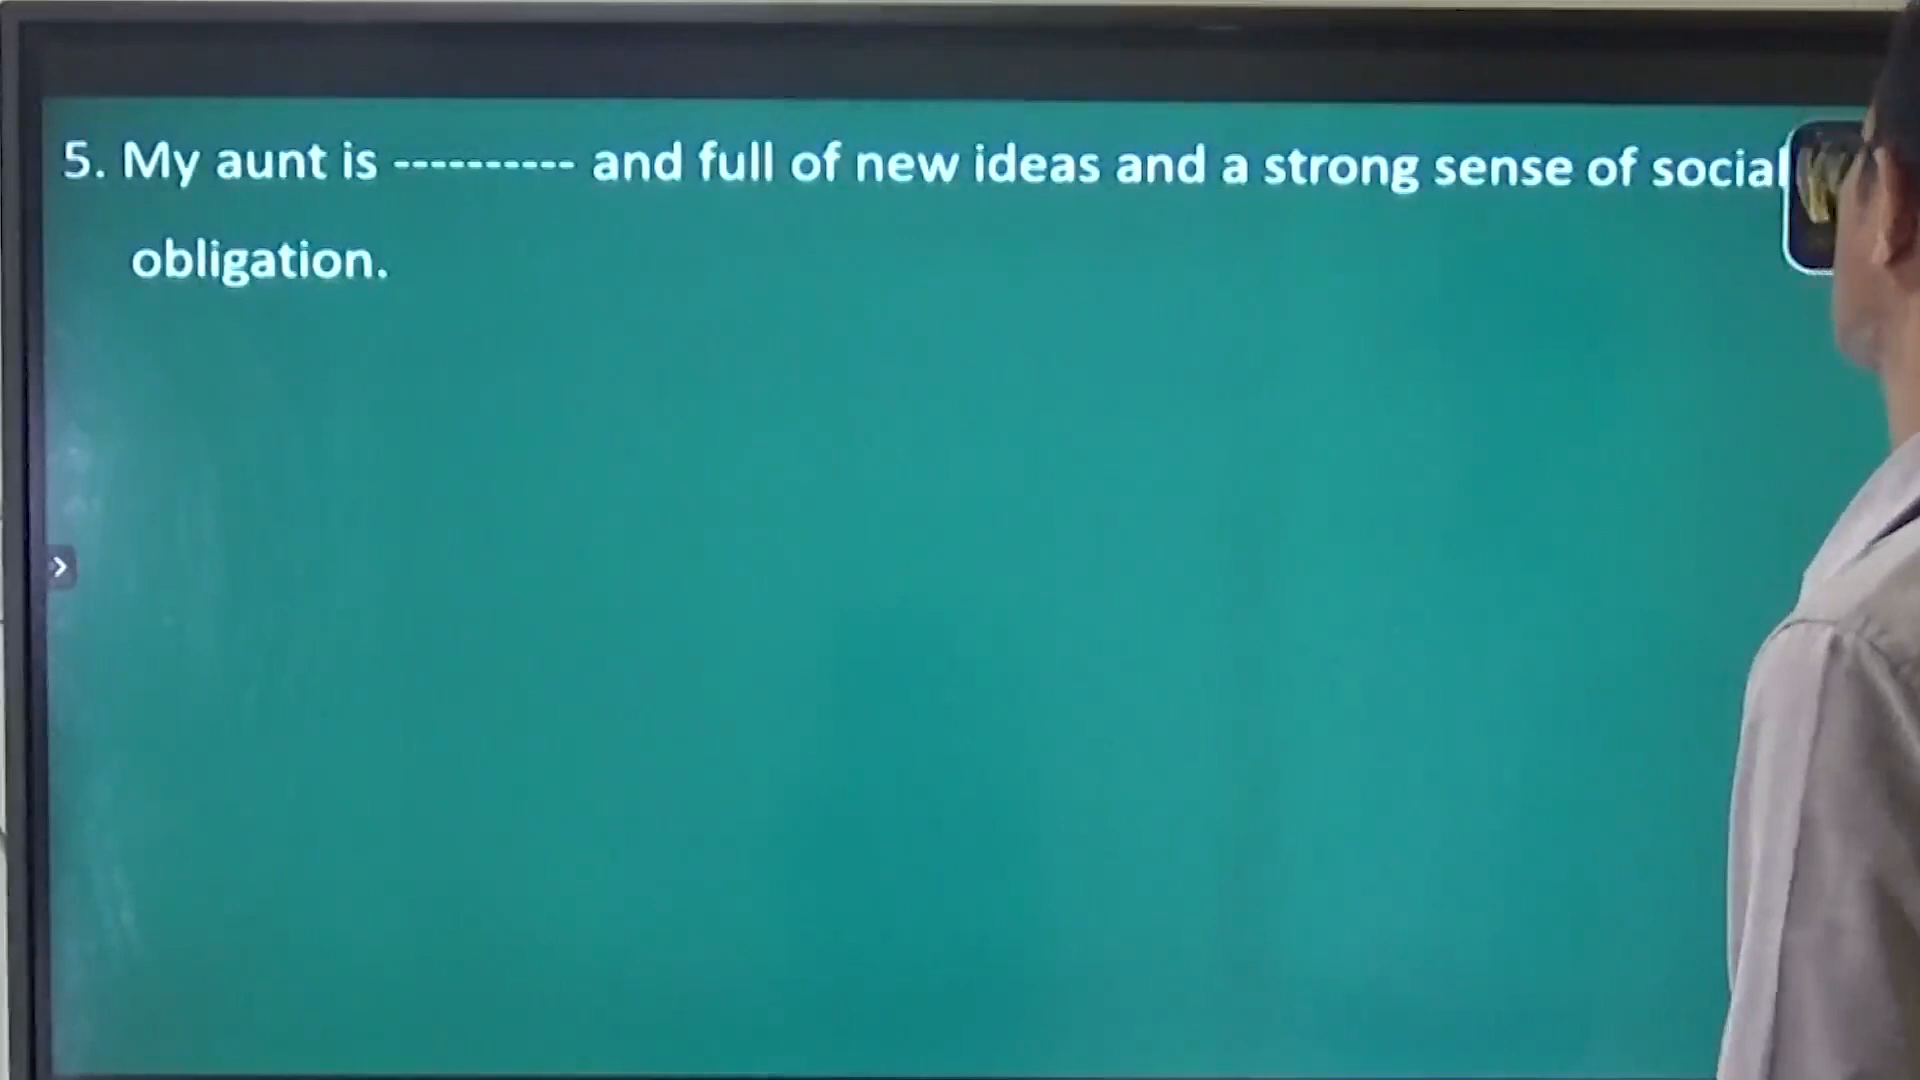 5. My aunt is ---------- and full of new ideas and a strong sense of social
obligation.